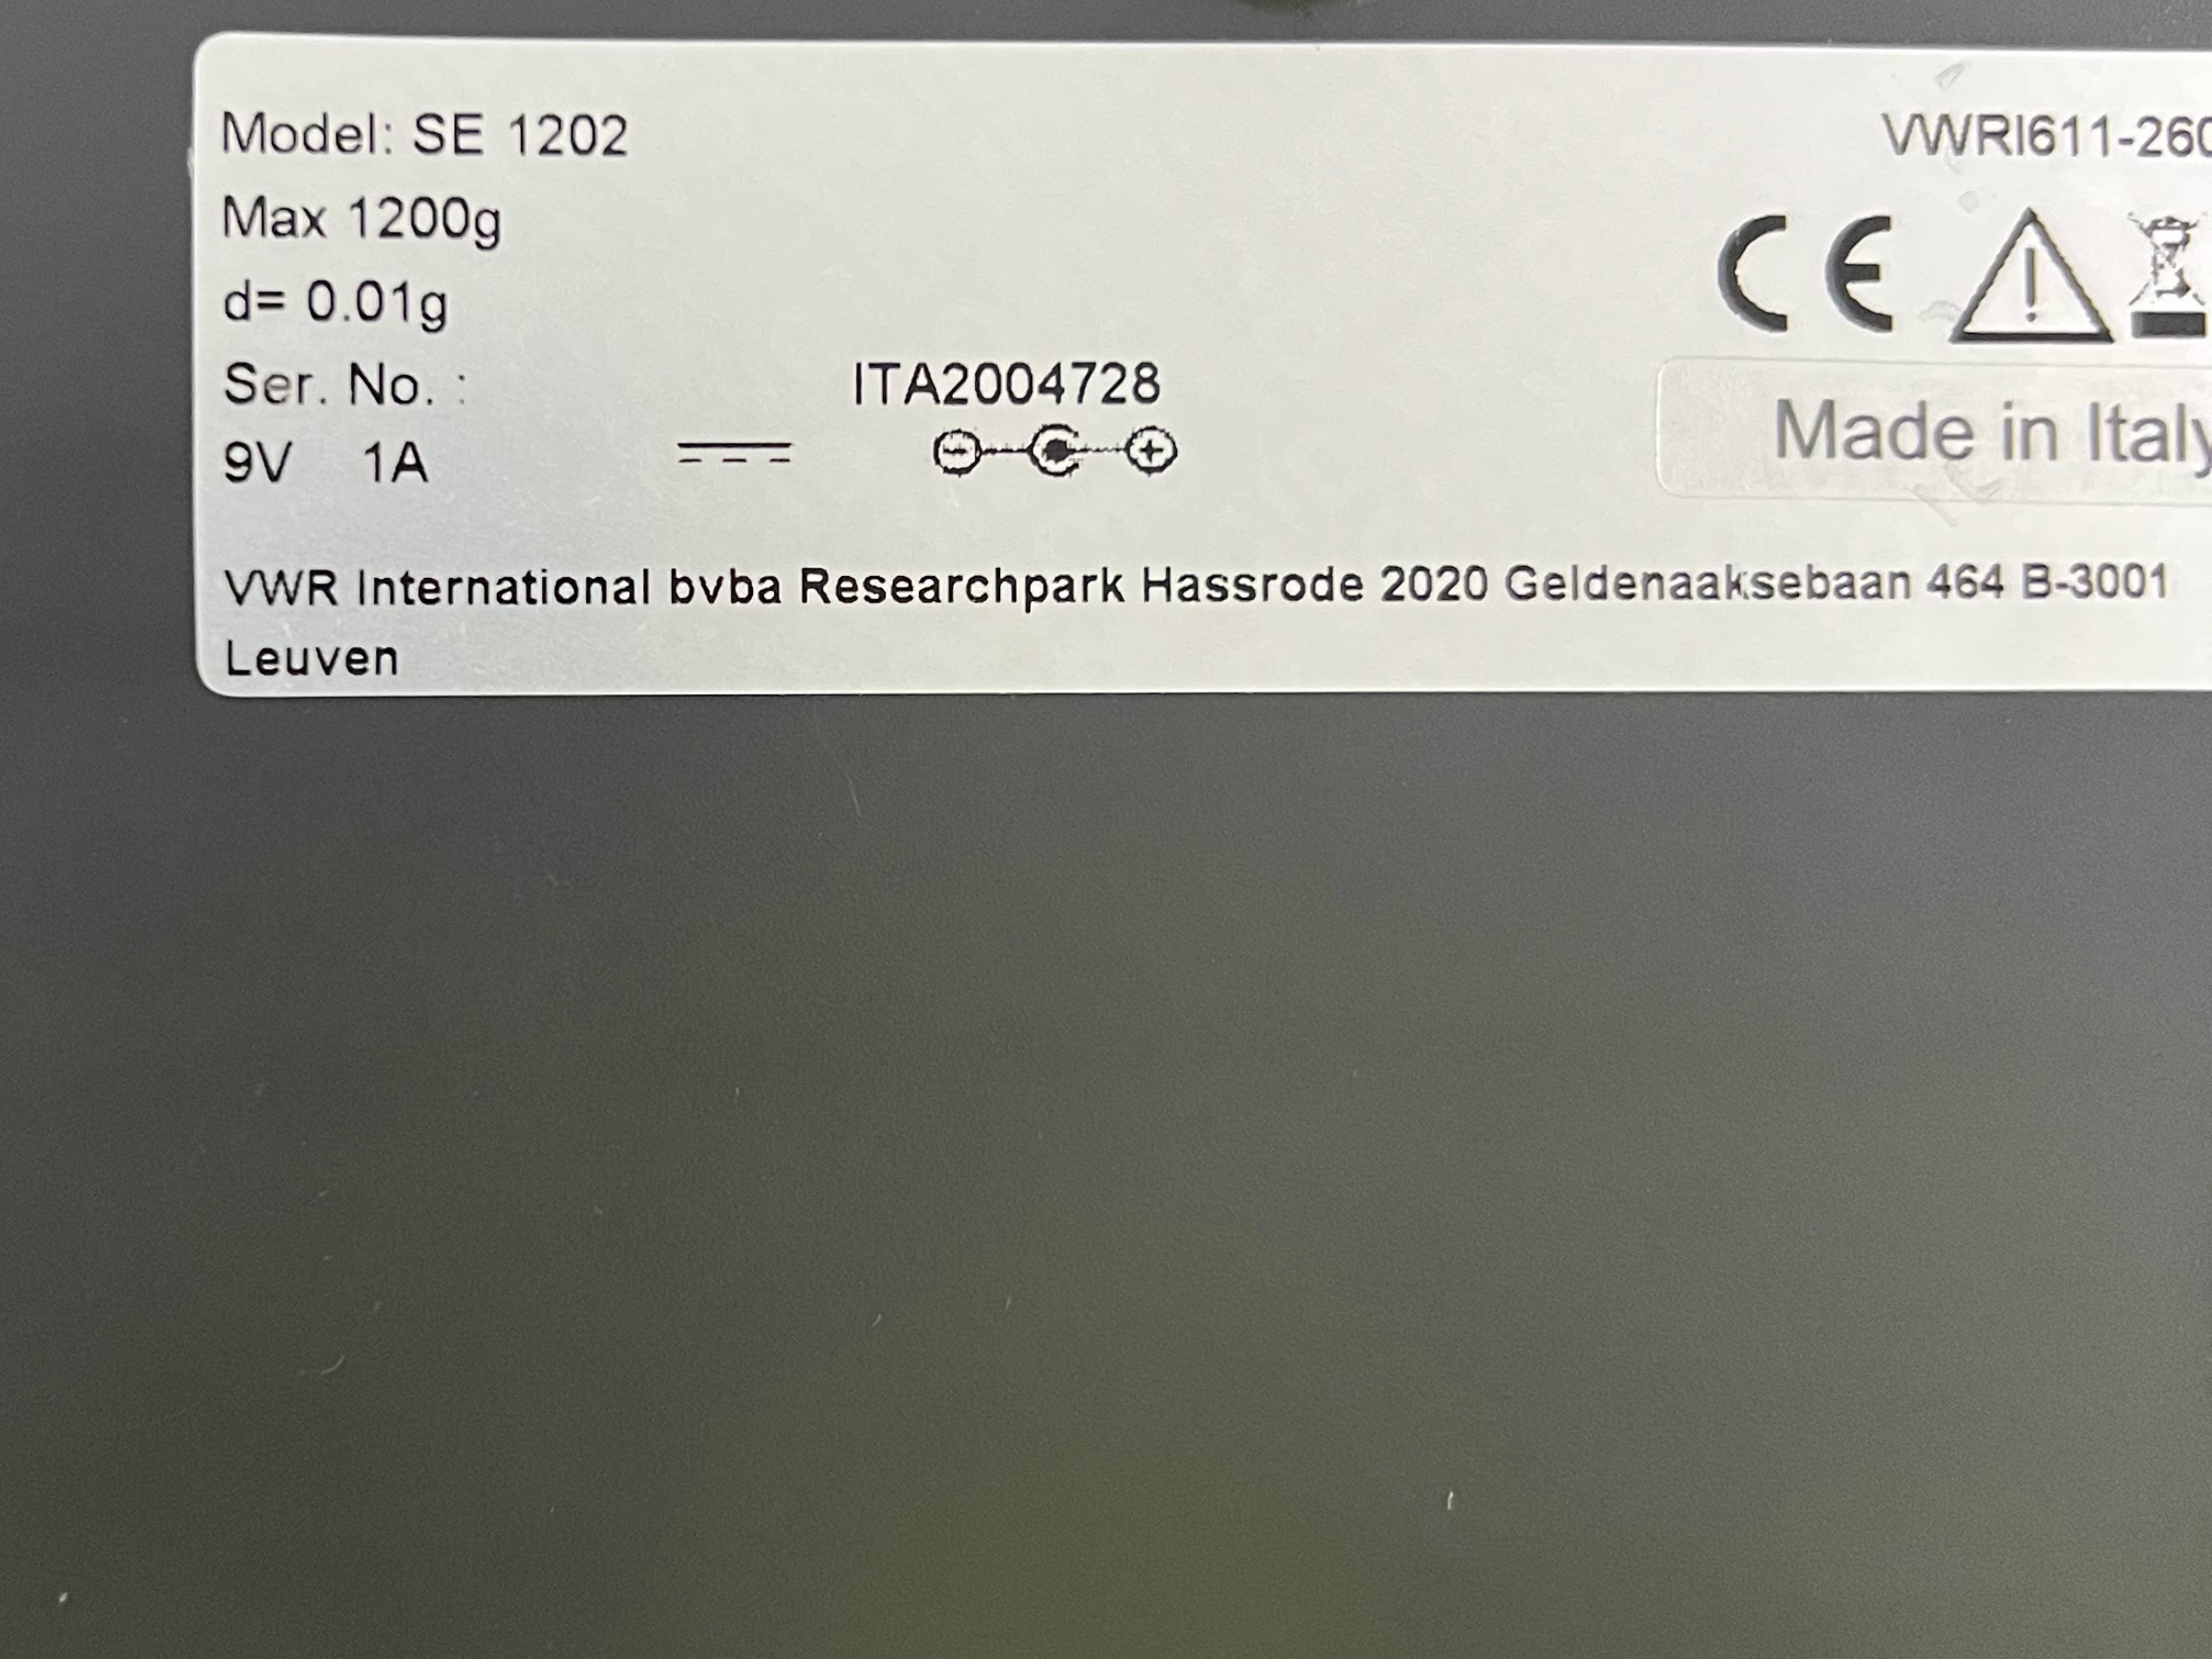 Model: SE 1202
VWRI611-260
Max 1200g
d= 0.01g
CE
Ser. No. :
ITA2004728
Made in Italy
9V 1A
VWR International bvba Researchpark Hassrode 2020 Geldenaaksebaan 464 B-3001
Leuven